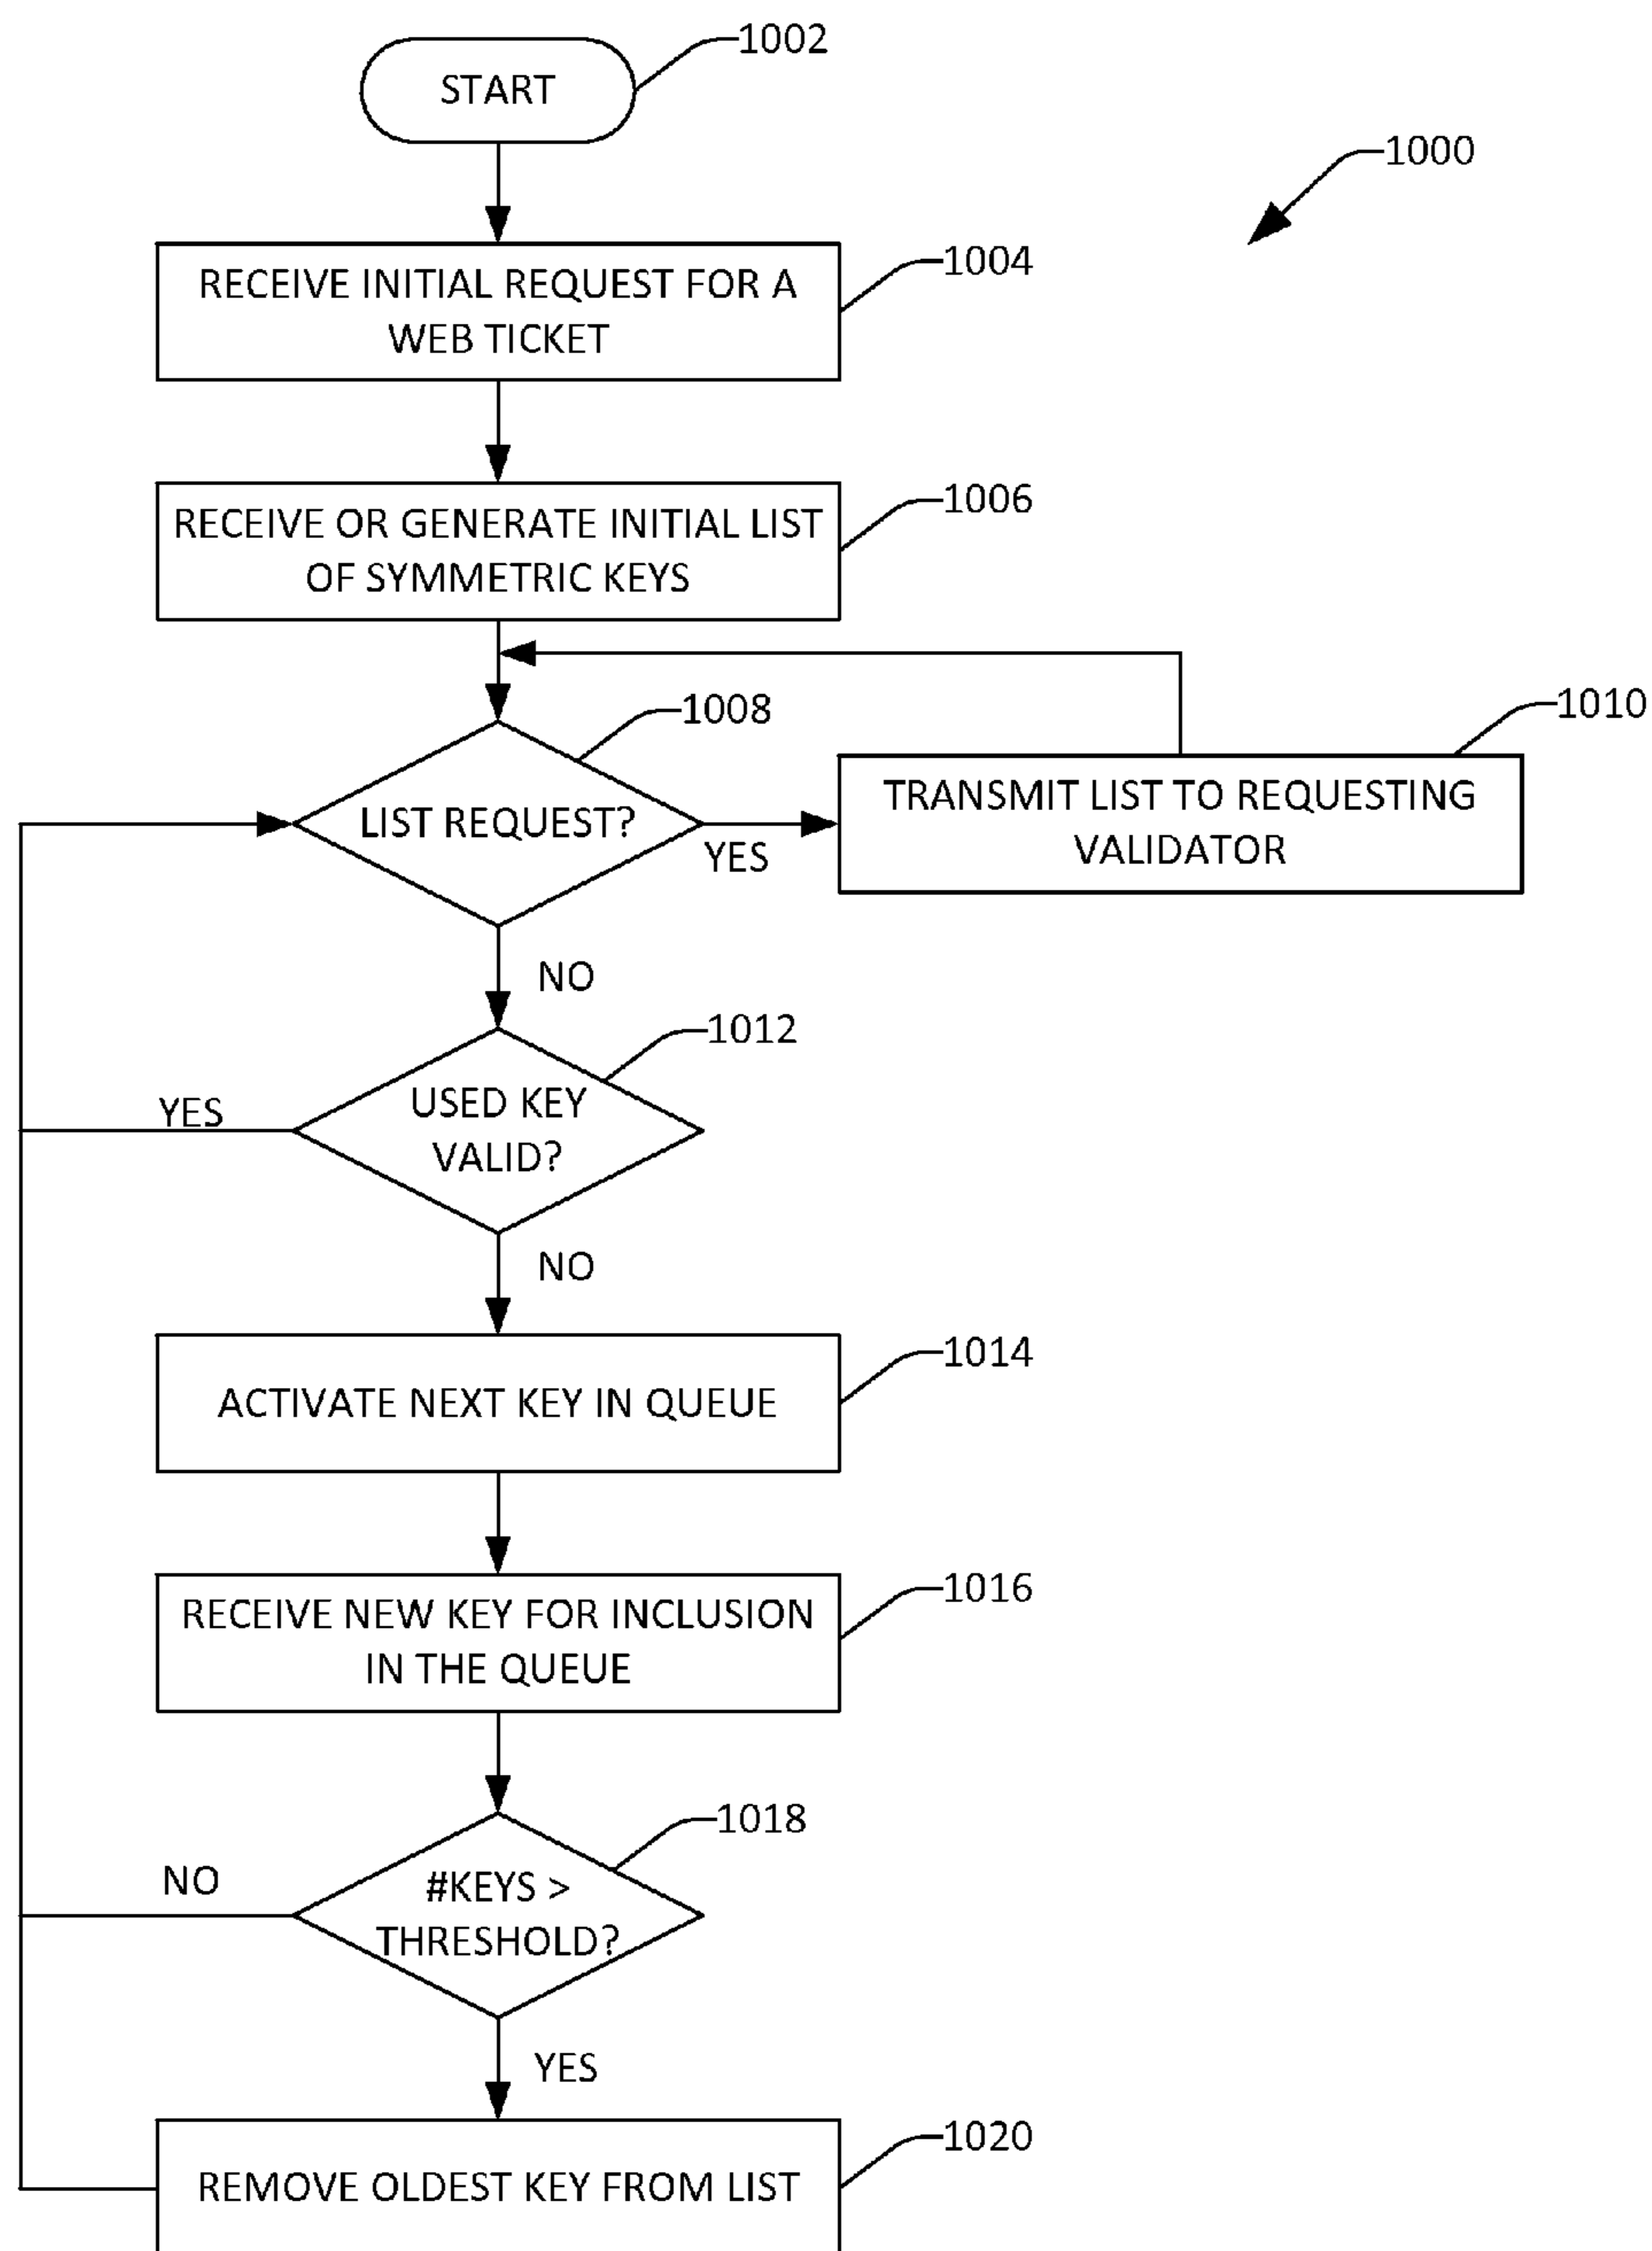 1002
START
1000
1004
RECEIVE INITIAL REQUEST FOR A
WEB TICKET
1006
RECEIVE OR GENERATE INITIAL LIST
OF SYMMETRIC KEYS
1008
1010
LIST REQUEST?
YES
TRANSMIT LIST TO REQUESTING
VALIDATOR
NO
1012
USED KEY
VALID?
YES
NO
1014
ACTIVATE NEXT KEY IN QUEUE
1016
RECEIVE NEW KEY FOR INCLUSION
IN THE QUEUE
1018
#KEYS >
THRESHOLD?
NO
YES
1020
REMOVE OLDEST KEY FROM LIST